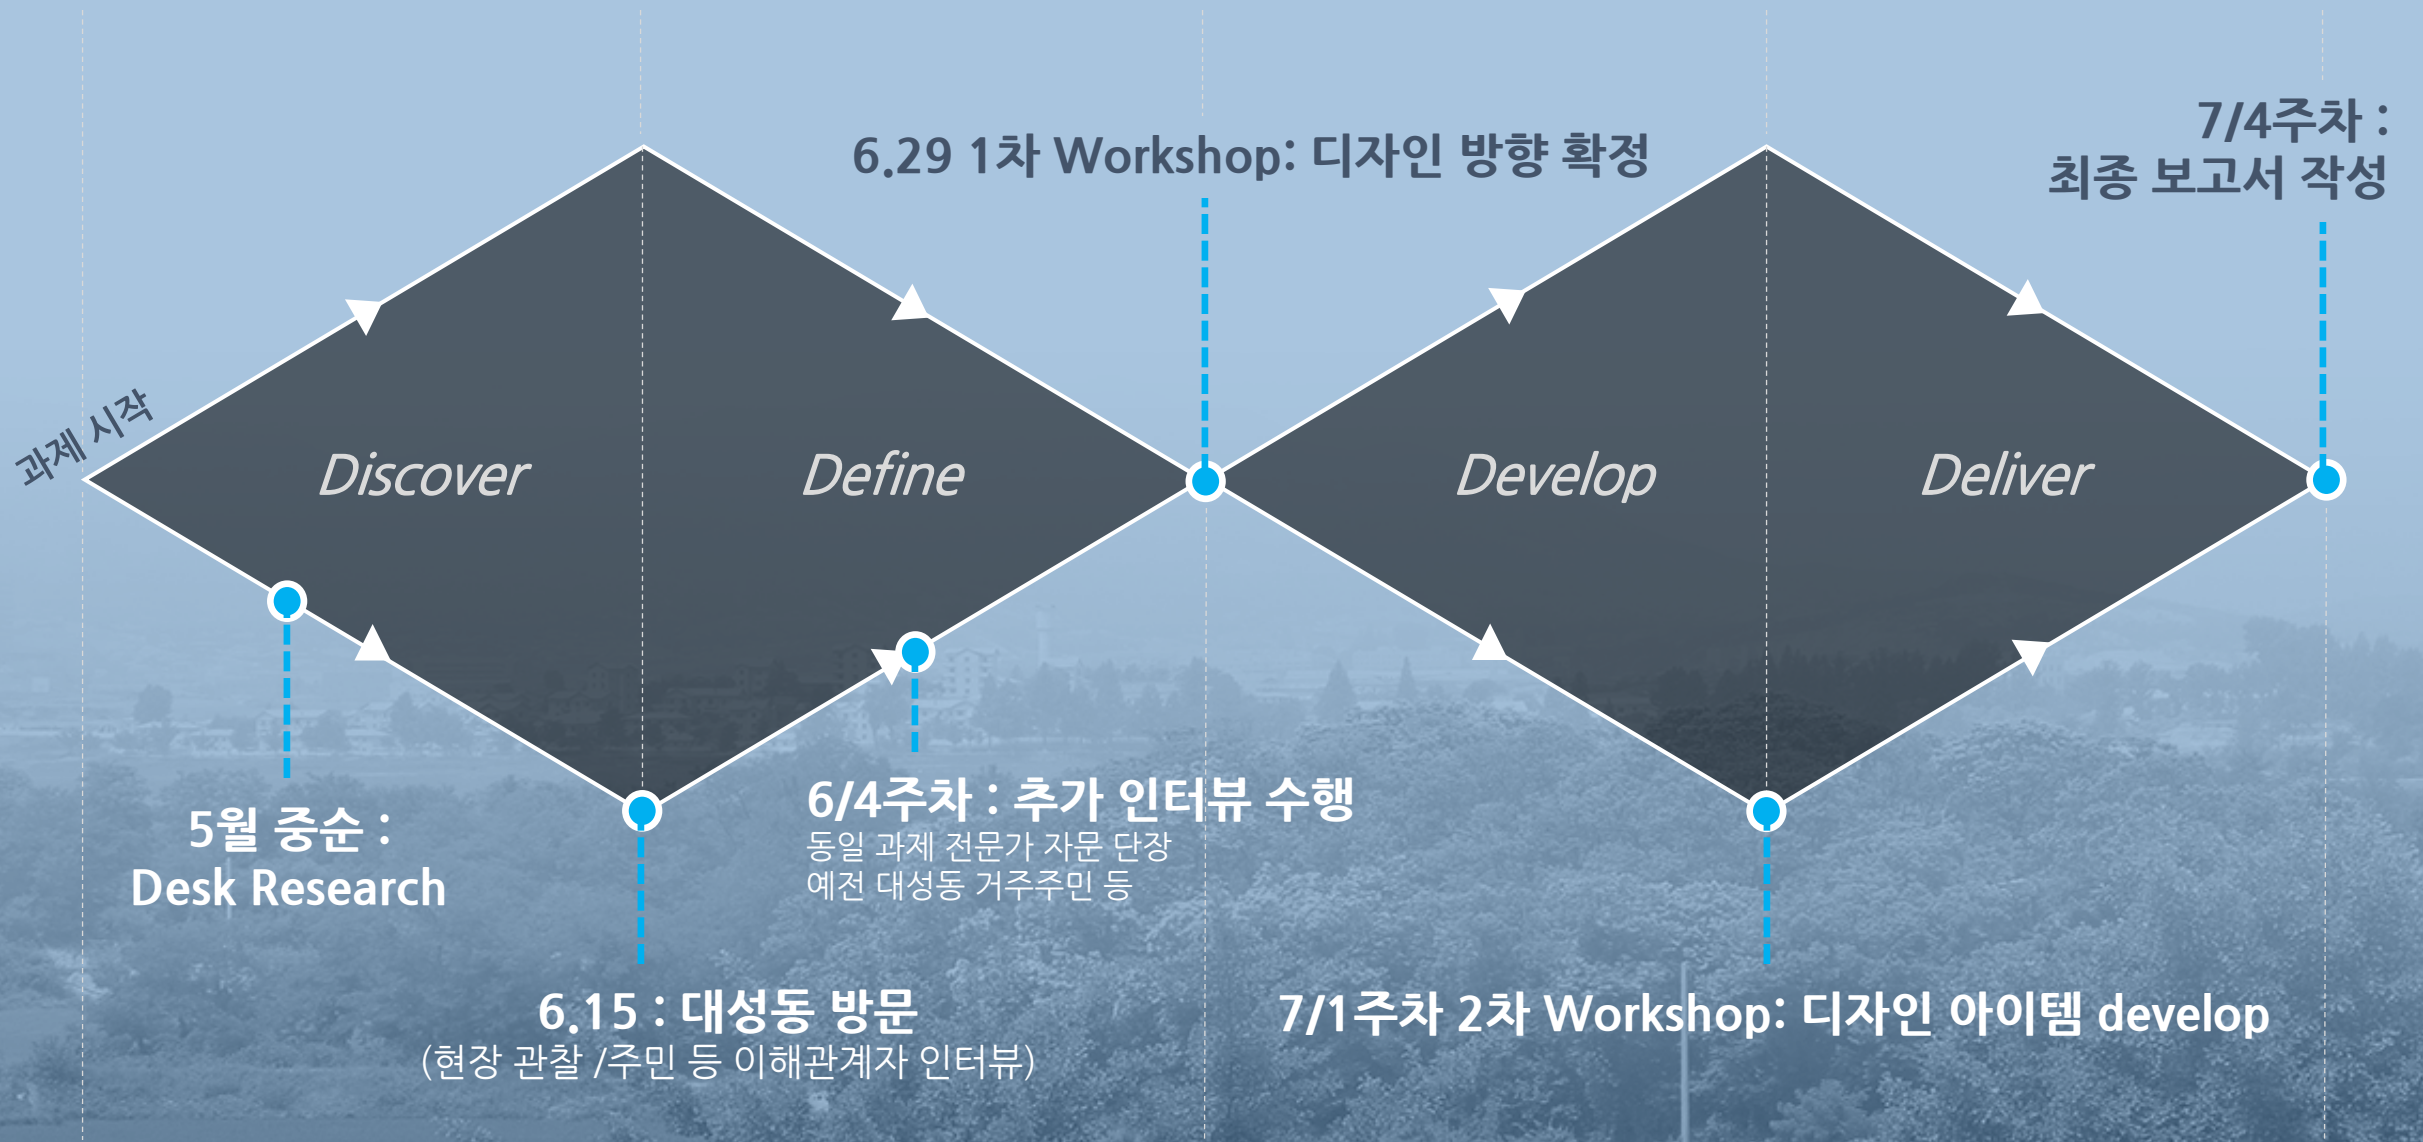 7/4주차 :
최종 보고서 작성
6.29 1차 Workshop: 디자인 방향 확정
과제 시작
Discover
Define
Develop
Deliver
5월 중순 :
Desk Research
6/4주차 : 추가 인터뷰 수행
동일 과제 전문가 자문 단장
예전 대성동 거주주민 등
6.15 : 대성동 방문
(현장 관찰 /주민 등 이해관계자 인터뷰)
7/1주차 2차 Workshop: 디자인 아이템 develop